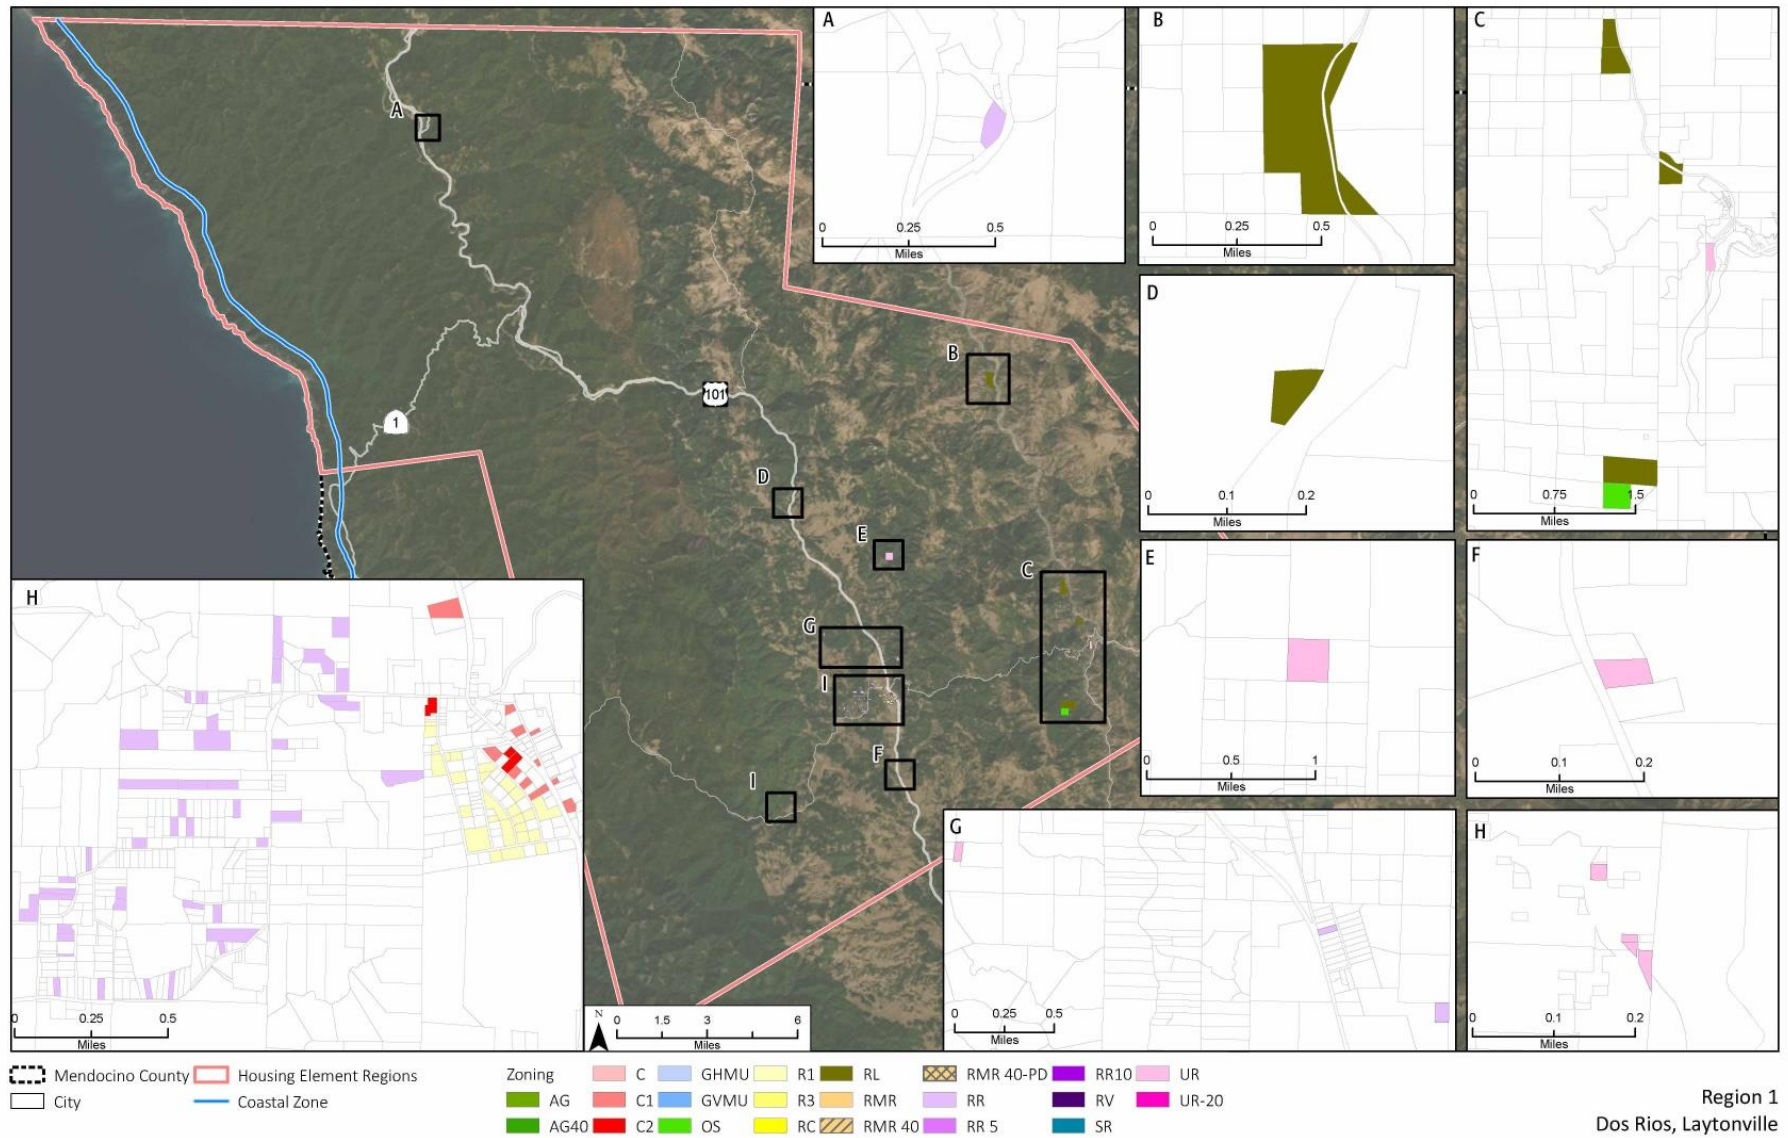 A
B
C
D
E
F
G
I
I
101
1
A
0 0.25 0.5
Miles
B
0 0.25 0.5
Miles
C
0 0.75 1.5
Miles
D
0 0.1 0.2
Miles
E
0 0.5 1
Miles
F
0 0.1 0.2
Miles
G
0 0.25 0.5
Miles
H
0 0.1 0.2
Miles
H
0 0.25 0.5
Miles
N
0 1.5 3 6
Miles
Mendocino County
City
Housing Element Regions
Coastal Zone
Zoning
AG
AG40
C
C1
C2
GHMU
GVMU
OS
R1
R3
RC
RL
RMR
RMR 40
RMR 40-PD
RR
RR 5
RR10
RV
SR
UR
UR-20
Region 1
Dos Rios, Laytonville